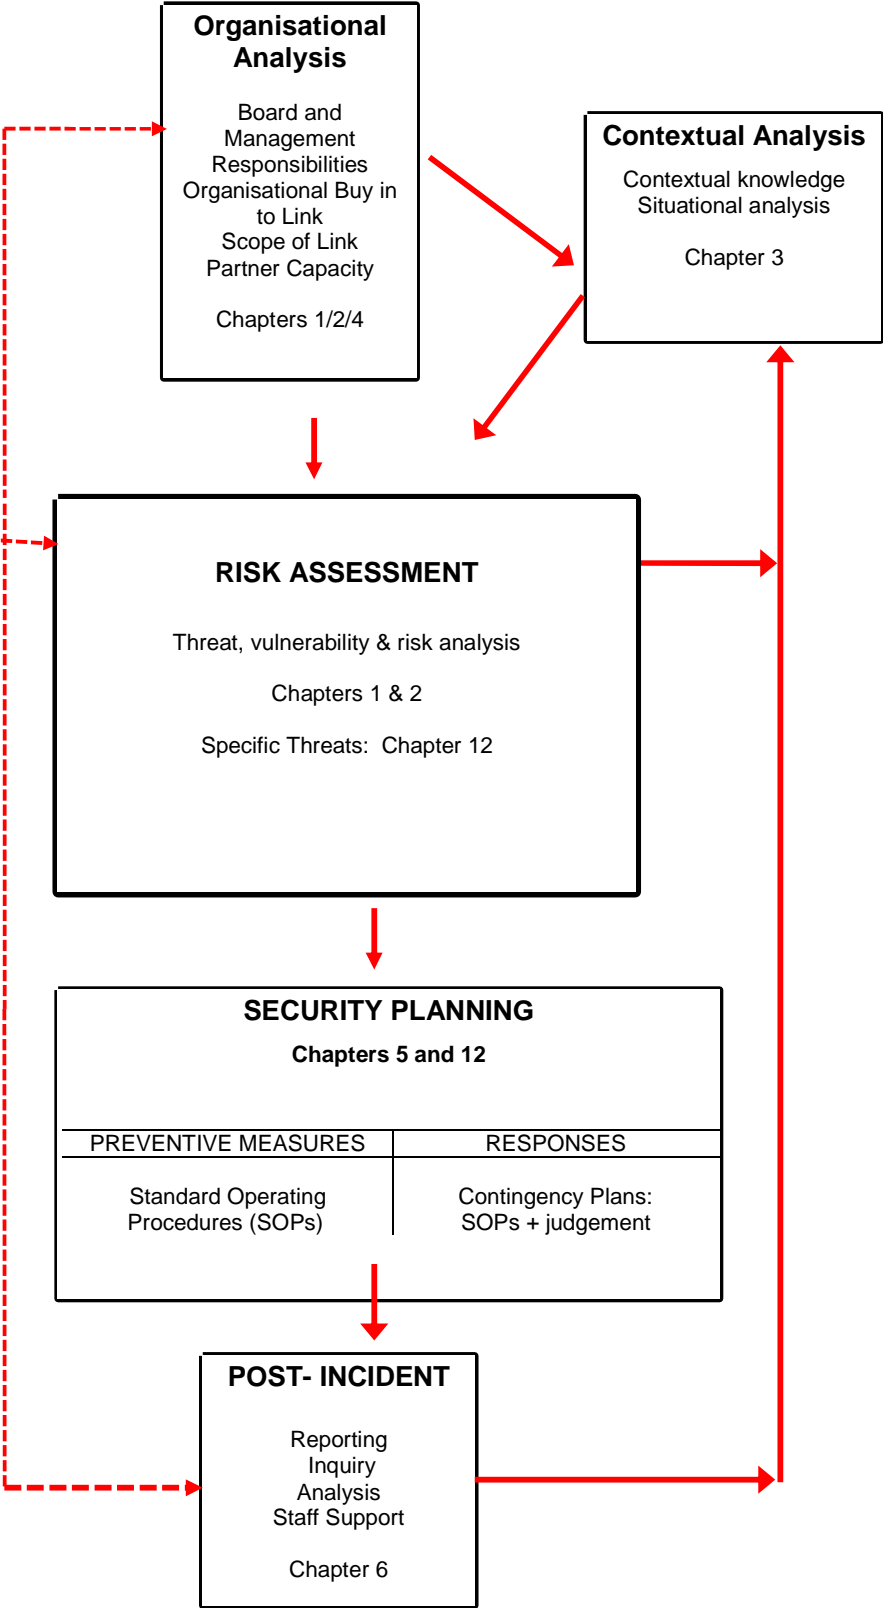 Organisational
Analysis
Board and
Management
Responsibilities
Organisational Buy in
to Link
Scope of Link
Partner Capacity
Chapters 1/2/4
Contextual Analysis
Contextual knowledge
Situational analysis
Chapter 3
RISK ASSESSMENT
Threat, vulnerability & risk analysis
Chapters 1 & 2
Specific Threats:  Chapter 12
SECURITY PLANNING
Chapters 5 and 12
PREVENTIVE MEASURES
Standard Operating
Procedures (SOPs)
RESPONSES
Contingency Plans:
SOPs + judgement
POST- INCIDENT
Reporting
Inquiry
Analysis
Staff Support
Chapter 6